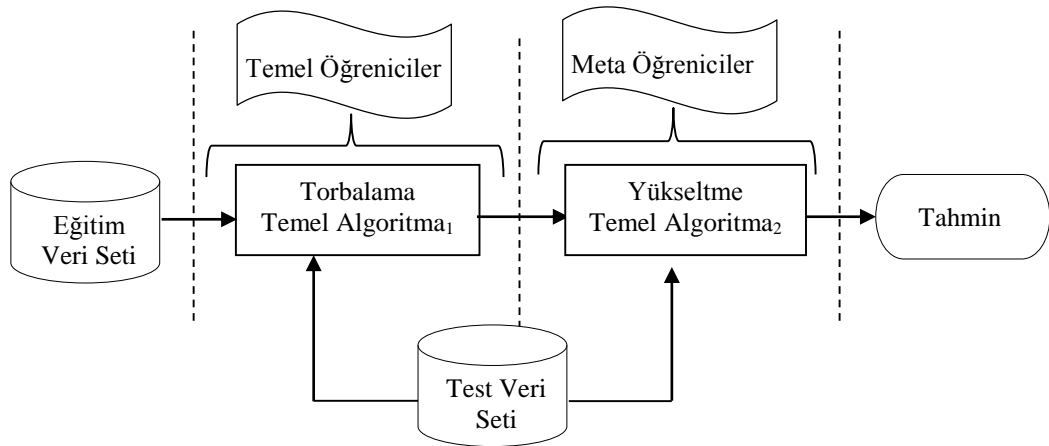 Temel Öğreniciler
Meta Öğreniciler
Eğitim
Veri Seti
Torbalama
Temel Algoritma₁
Yükseltme
Temel Algoritma₂
Tahmin
Test Veri
Seti